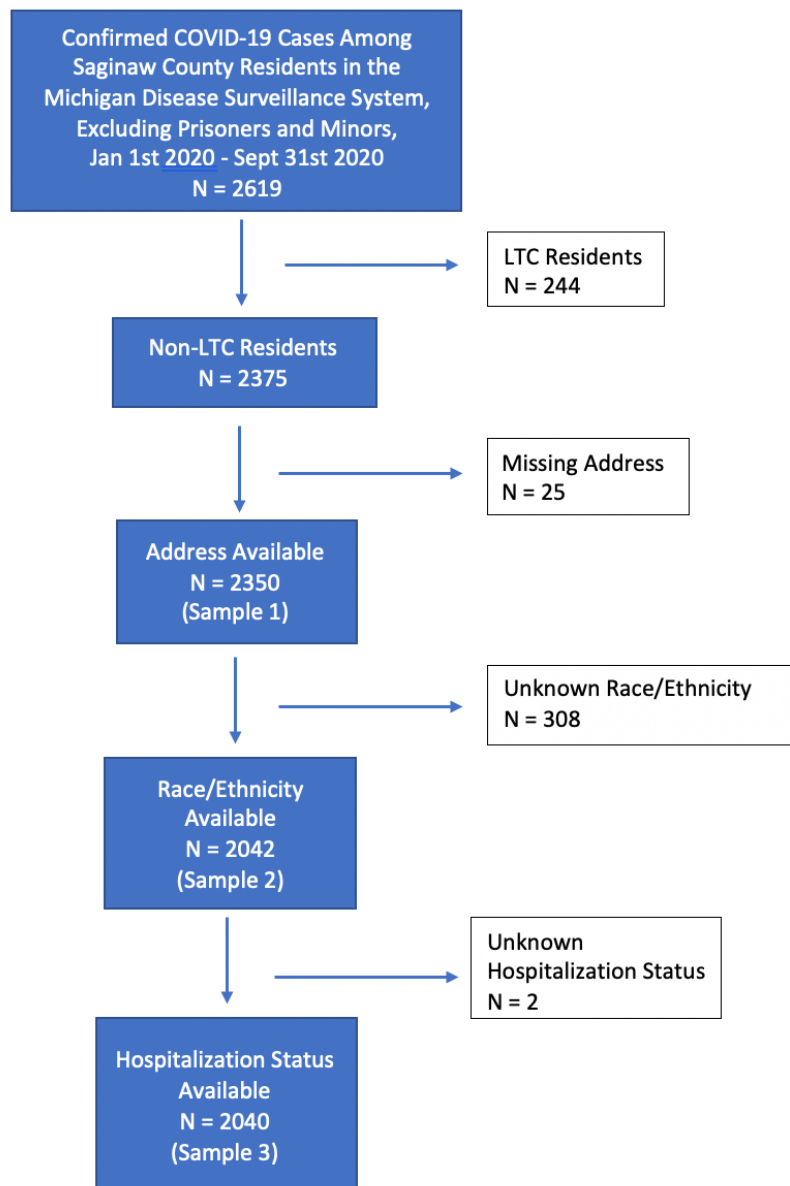 Confirmed COVID-19 Cases Among
Saginaw County Residents in the
Michigan Disease Surveillance System,
Excluding Prisoners and Minors,
Jan 1st 2020 - Sept 31st 2020
N = 2619
LTC Residents
N = 244
Non-LTC Residents
N = 2375
Missing Address
N = 25
Address Available
N = 2350
(Sample 1)
Unknown Race/Ethnicity
N = 308
Race/Ethnicity
Available
N = 2042
(Sample 2)
Unknown
Hospitalization Status
N = 2
Hospitalization Status
Available
N = 2040
(Sample 3)